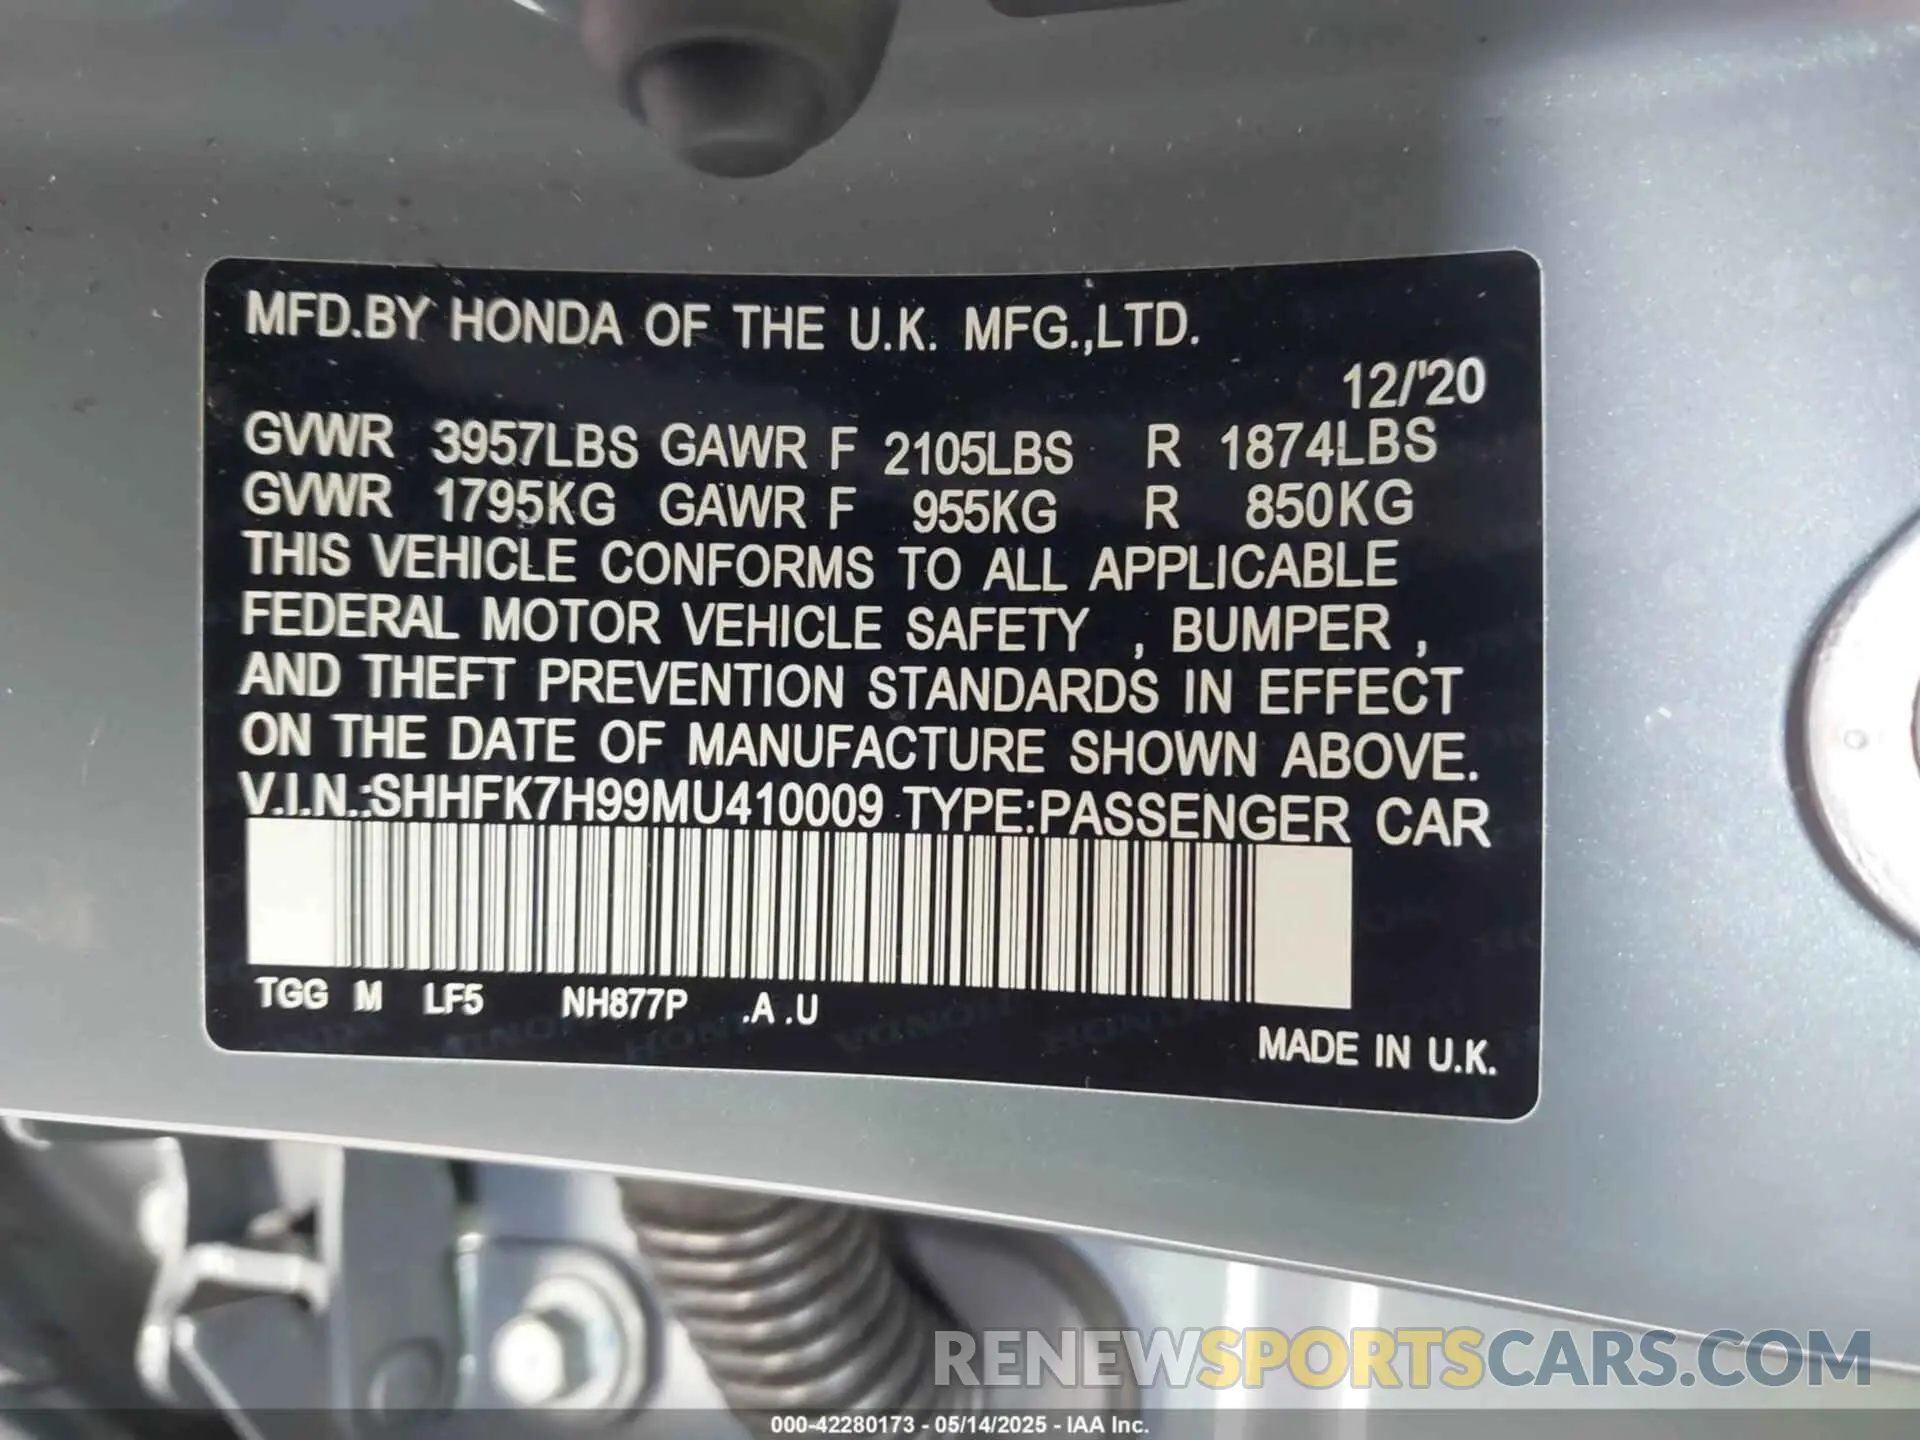 MFD.BY HONDA OF THE U.K. MFG.,LTD.
12/'20
GVWR 3957LBS GAWR F 2105LBS R 1874LBS
GVWR 1795KG GAWR F 955KG R 850KG
THIS VEHICLE CONFORMS TO ALL APPLICABLE
FEDERAL MOTOR VEHICLE SAFETY , BUMPER ,
AND THEFT PREVENTION STANDARDS IN EFFECT
ON THE DATE OF MANUFACTURE SHOWN ABOVE.
V.I.N.:SHHFK7H99MU410009 TYPE:PASSENGER CAR
TGG M LF5 NH877P .A .U
MADE IN U.K.
RENEWSPORTSCARS.COM
000-42280173 - 05/14/2025 - IAA Inc.